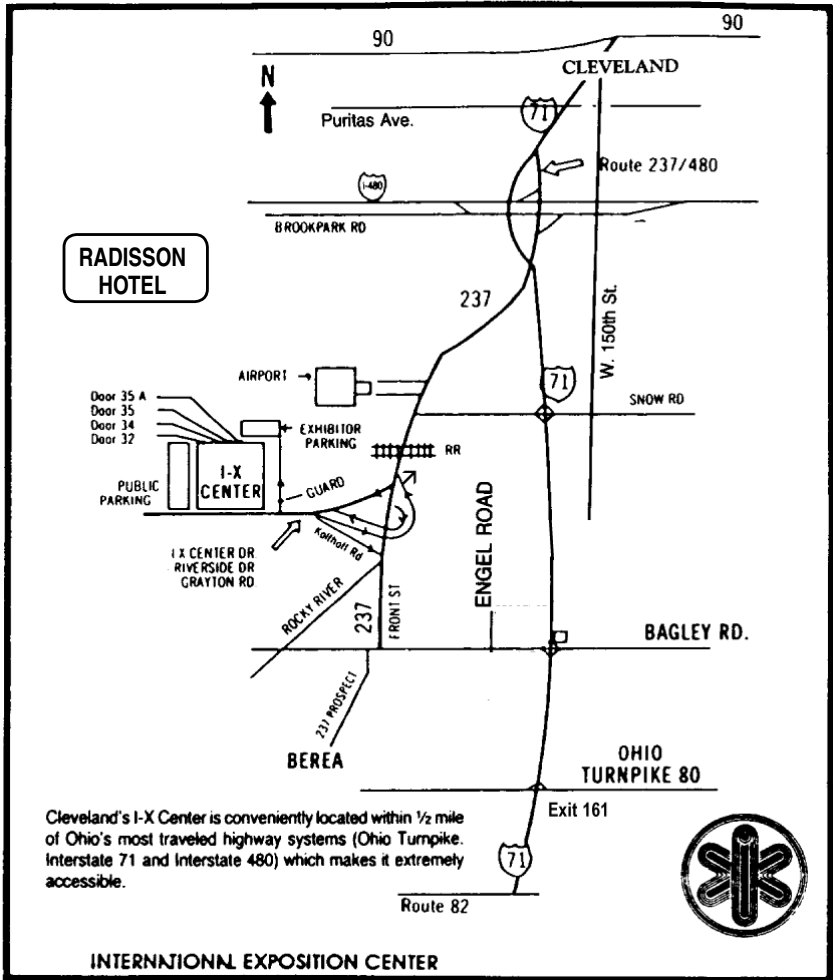 90
90
N
CLEVELAND
Puritas Ave.
71
Route 237/480
I-480
BROOKPARK RD
RADISSON
HOTEL
237
W. 150th St.
AIRPORT
71
SNOW RD
Door 35 A
Door 35
Door 34
Door 32
EXHIBITOR
PARKING
RR
I-X
CENTER
PUBLIC
PARKING
GUARD
Kolthoff Rd
I X CENTER DR
RIVERSIDE DR
GRAYTON RD
ENGEL ROAD
ROCKY RIVER
237
FRONT ST
BAGLEY RD.
237 PROSPECT
BEREA
OHIO
TURNPIKE 80
Exit 161
Cleveland's I-X Center is conveniently located within ½ mile
of Ohio's most traveled highway systems (Ohio Turnpike.
Interstate 71 and Interstate 480) which makes it extremely
accessible.
71
Route 82
INTERNATIONAL EXPOSITION CENTER